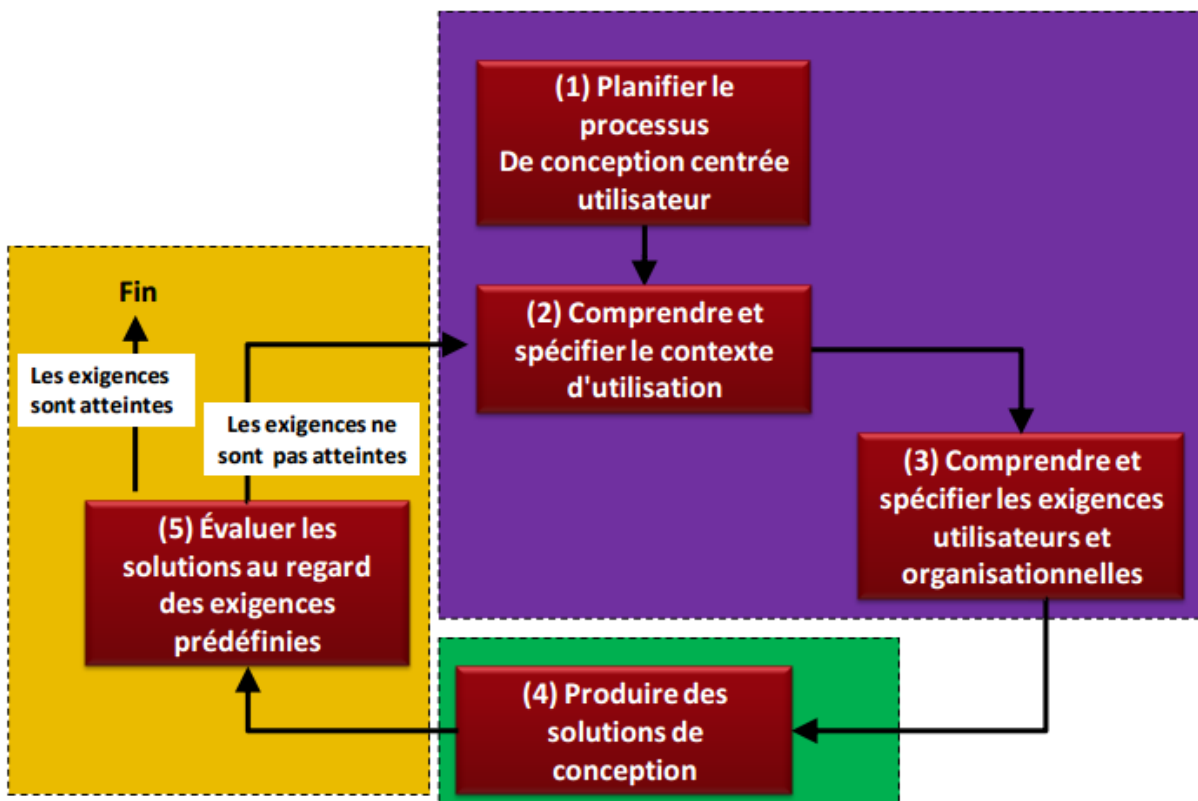 (1) Planifier le
processus
De conception centrée
utilisateur
(2) Comprendre et
spécifier le contexte
d'utilisation
(3) Comprendre et
spécifier les exigences
utilisateurs et
organisationnelles
(4) Produire des
solutions de
conception
(5) Évaluer les
solutions au regard
des exigences
prédéfinies
Les exigences ne
sont pas atteintes
Les exigences
sont atteintes
Fin